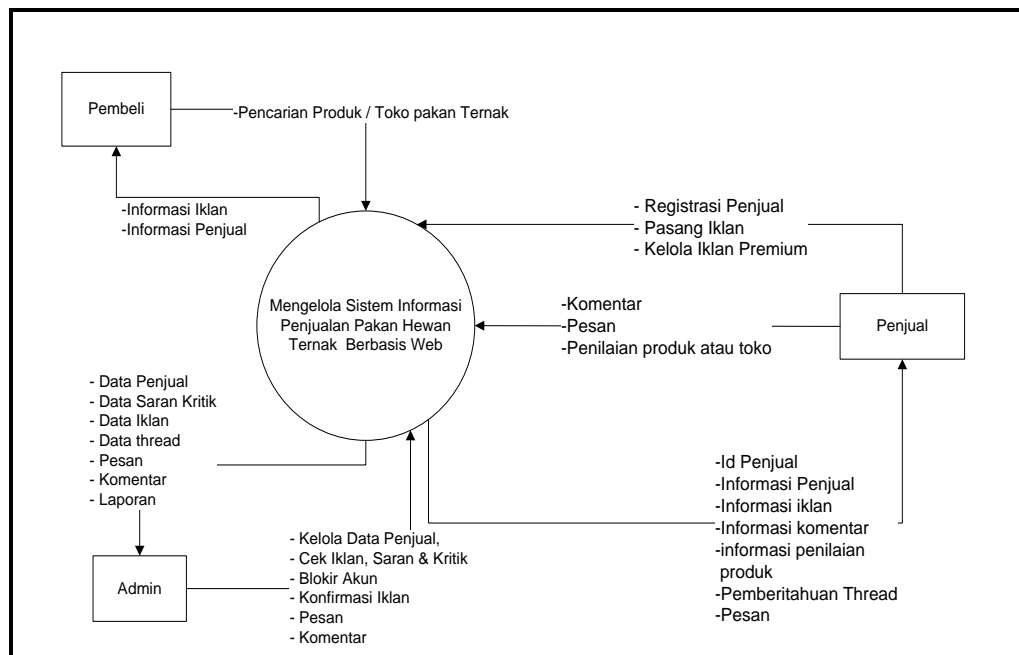 Pembeli
-Pencarian Produk / Toko pakan Ternak
-Informasi Iklan
-Informasi Penjual
- Registrasi Penjual
- Pasang Iklan
- Kelola Iklan Premium
Mengelola Sistem Informasi
Penjualan Pakan Hewan
Ternak Berbasis Web
-Komentar
-Pesan
-Penilaian produk atau toko
Penjual
- Data Penjual
- Data Saran Kritik
- Data Iklan
- Data thread
- Pesan
- Komentar
- Laporan
-Id Penjual
-Informasi Penjual
-Informasi iklan
-Informasi komentar
-informasi penilaian
produk
-Pemberitahuan Thread
-Pesan
Admin
- Kelola Data Penjual,
- Cek Iklan, Saran & Kritik
- Blokir Akun
- Konfirmasi Iklan
- Pesan
- Komentar